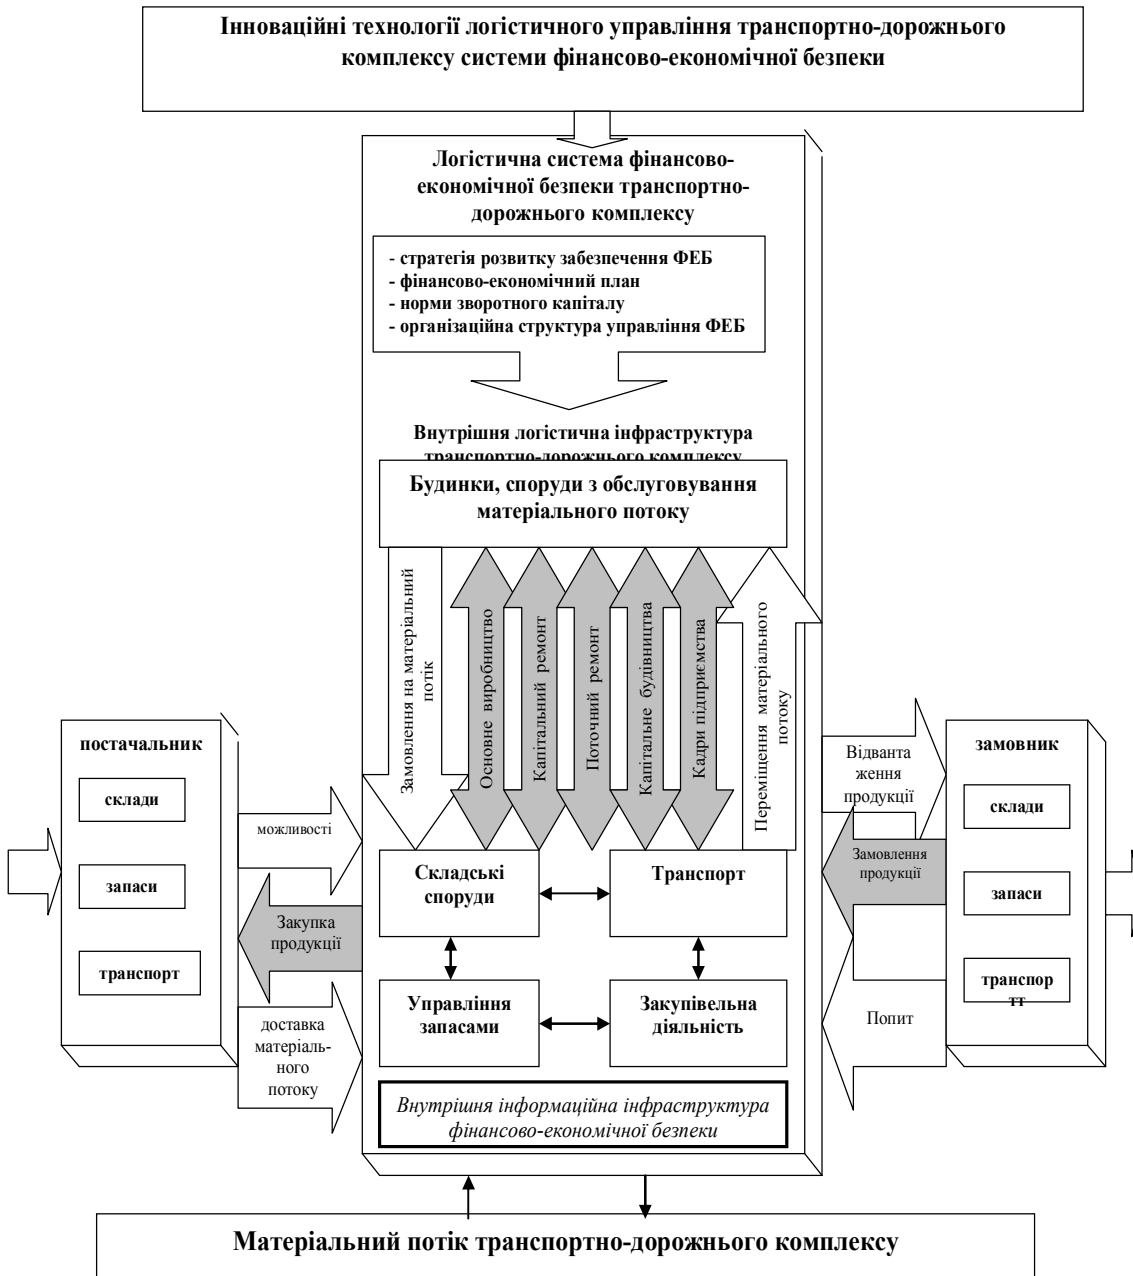 Інноваційні технології логістичного управління транспортно-дорожнього
комплексу системи фінансово-економічної безпеки
Логістична система фінансово-
економічної безпеки транспортно-
дорожнього комплексу
- стратегія розвитку забезпечення ФЕБ
- фінансово-економічний план
- норми зворотного капіталу
- організаційна структура управління ФЕБ
Внутрішня логістична інфраструктура
транспортно-дорожнього комплексу
Будинки, споруди з обслуговування
матеріального потоку
Замовлення на матеріальний
потік
Основне виробництво
Капітальний ремонт
Поточний ремонт
Капітальне будівництва
Кадри підприємства
Переміщення матеріального
потоку
постачальник
склади
запаси
транспорт
можливості
Закупка
продукції
доставка
матеріаль-
ного
потоку
Складські
споруди
Транспорт
Управління
запасами
Закупівельна
діяльність
Внутрішня інформаційна інфраструктура
фінансово-економічної безпеки
Відванта
ження
продукції
Замовлення
продукції
Попит
замовник
склади
запаси
транспор
тт
Матеріальний потік транспортно-дорожнього комплексу